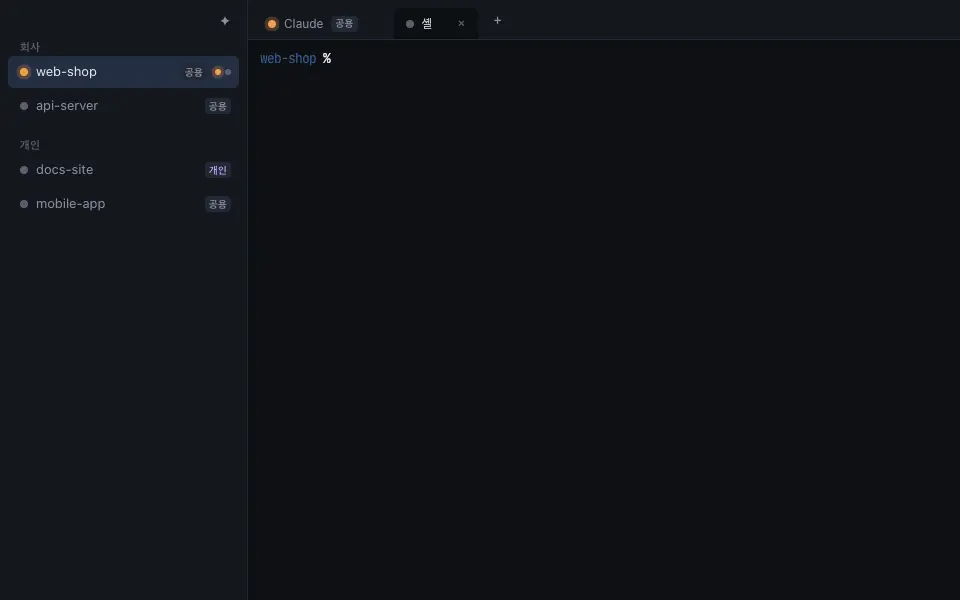 ✦
회사
web-shop 공용
api-server 공용
개인
docs-site 개인
mobile-app 공용
Claude 공용 셸 × +
web-shop %